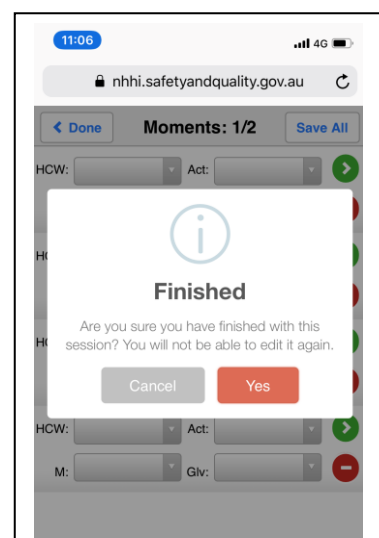 11:06
4G
nhhi.safetyandquality.gov.au
Done Moments: 1/2 Save All
HCW: Act:
Finished
Are you sure you have finished with this
session? You will not be able to edit it again.
Cancel Yes
HCW: Act:
M: Glv: